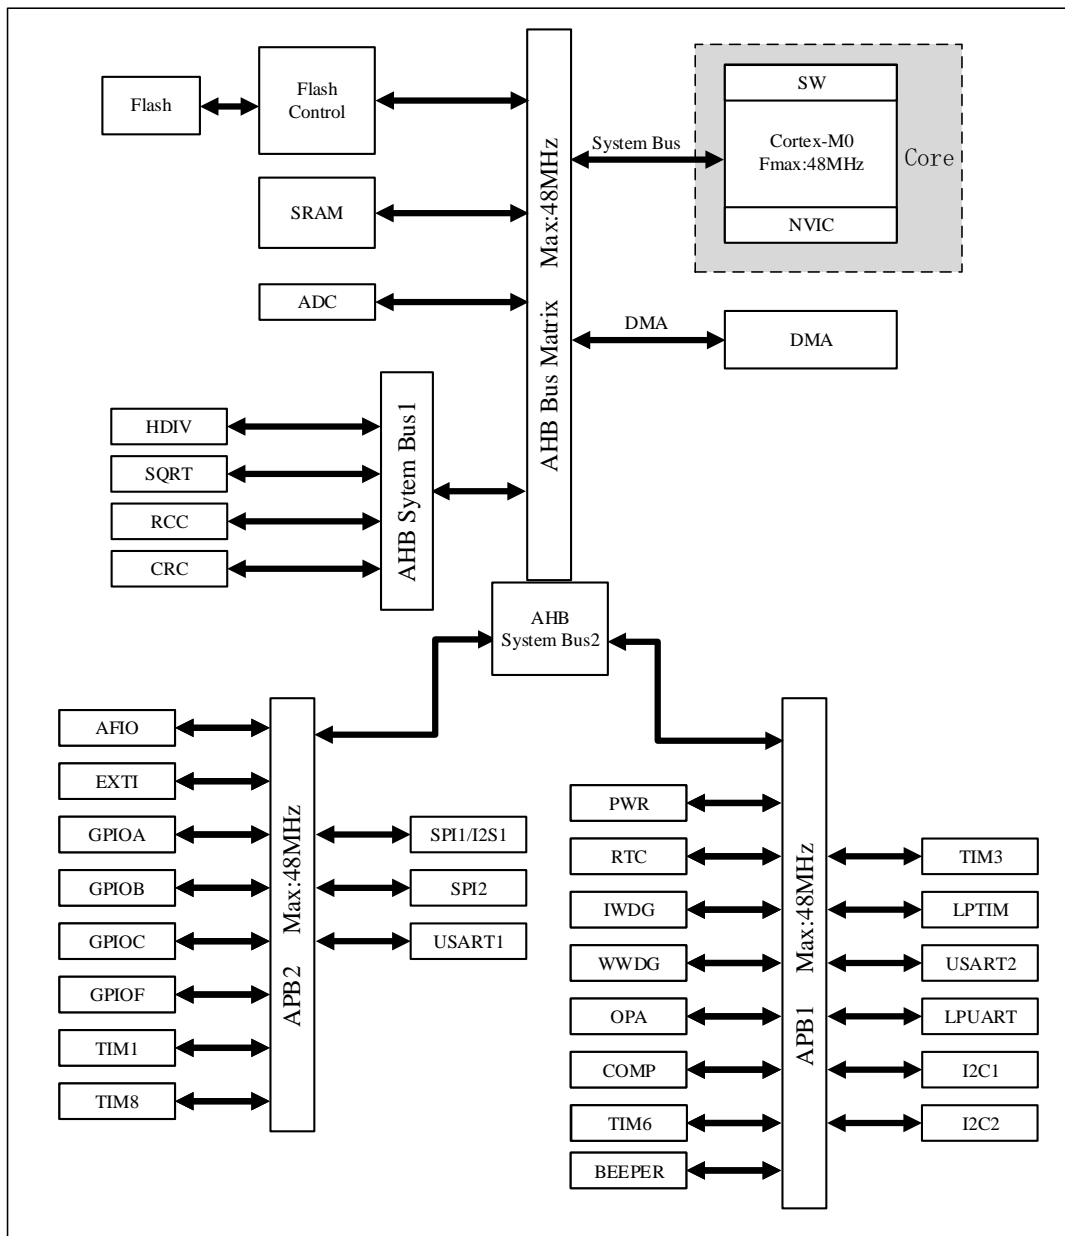 Flash
Flash
Control
SW
System Bus
Cortex-M0
Fmax:48MHz
Core
SRAM
NVIC
ADC
DMA
DMA
AHB Bus Matrix Max:48MHz
HDIV
SQRT
RCC
CRC
AHB Sytem Bus1
AHB
System Bus2
AFIO
EXTI
GPIOA
GPIOB
GPIOC
GPIOF
TIM1
TIM8
APB2 Max:48MHz
SPI1/I2S1
SPI2
USART1
PWR
RTC
IWDG
WWDG
OPA
COMP
TIM6
BEEPER
APB1 Max:48MHz
TIM3
LPTIM
USART2
LPUART
I2C1
I2C2